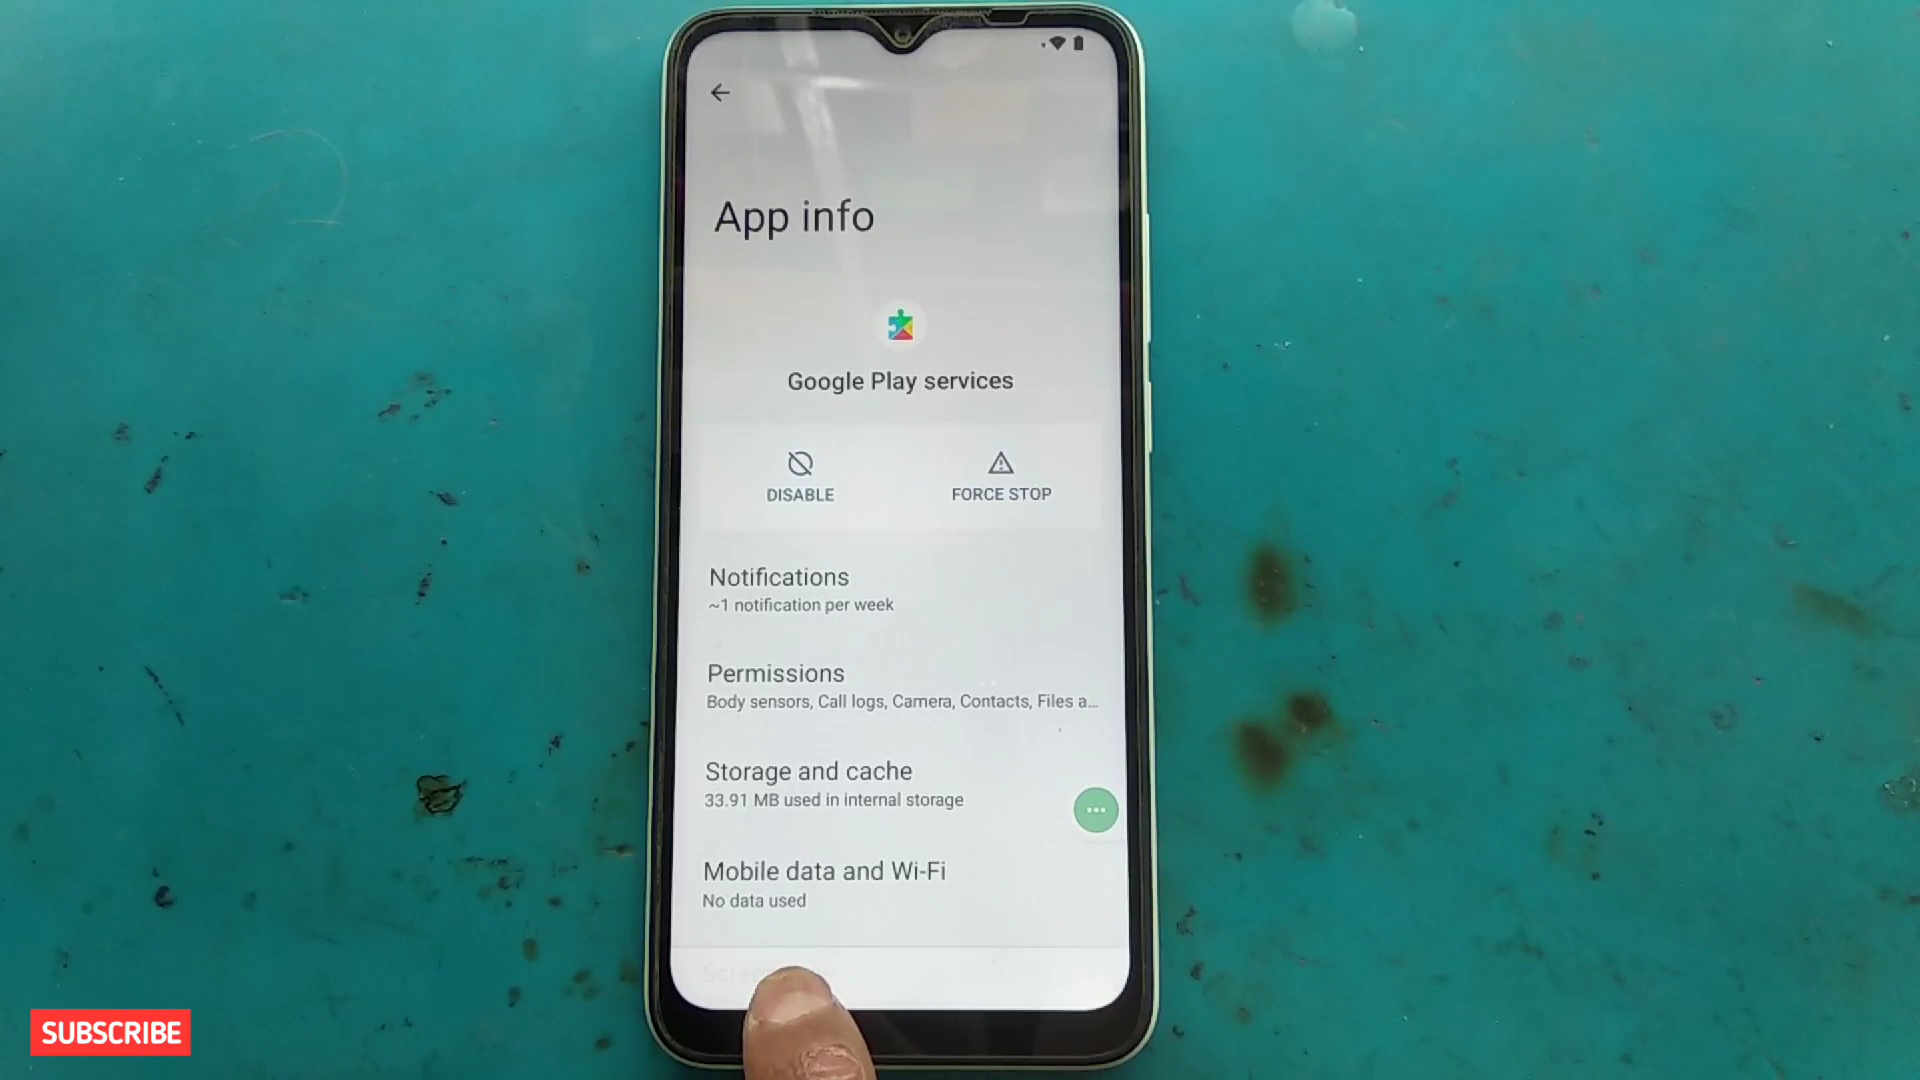 App info
Google Play services
DISABLE
FORCE STOP
Notifications
~1 notification per week
Permissions
Body sensors, Call logs, Camera, Contacts, Files a...
Storage and cache
33.91 MB used in internal storage
Mobile data and Wi-Fi
No data used
SUBSCRIBE